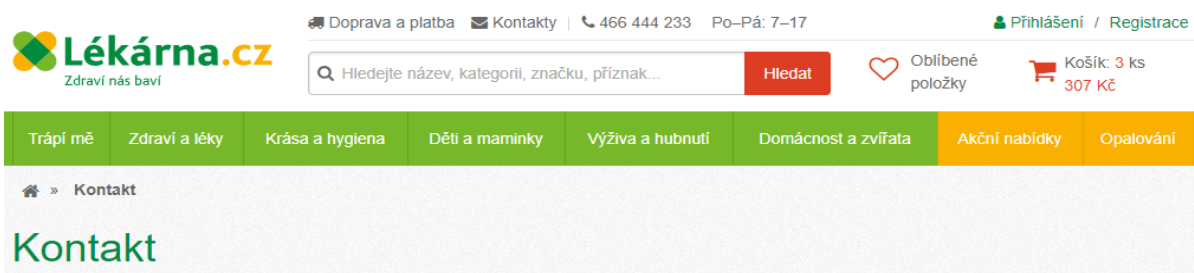 Doprava a platba Kontakty | 466 444 233 Po–Pá: 7–17 Přihlášení / Registrace
Lékárna.cz
Zdraví nás baví
Hledejte název, kategorii, značku, příznak... Hledat
Oblíbené
položky
Košík: 3 ks
307 Kč
Trápí mě Zdraví a léky Krása a hygiena Děti a maminky Výživa a hubnutí Domácnost a zvířata Akční nabídky Opalování
» Kontakt
Kontakt